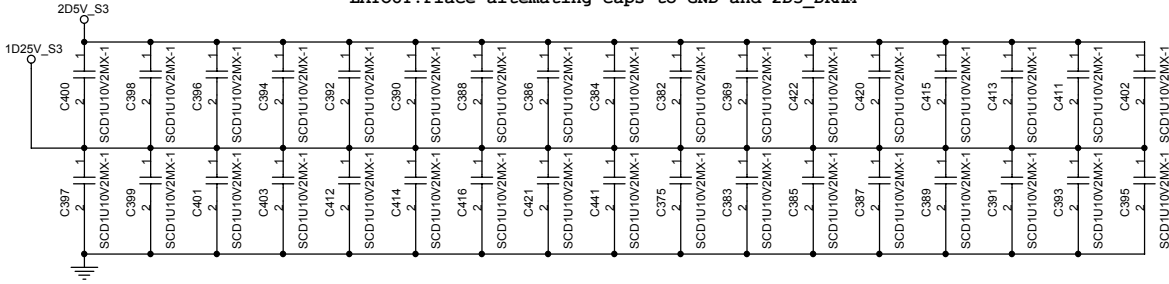 LAYOUT:Place alternating caps to GND and 2D5_DRAM
2D5V_S3
1D25V_S3
C400 1 2 SCD1U10V2MX-1
C398 1 2 SCD1U10V2MX-1
C396 1 2 SCD1U10V2MX-1
C394 1 2 SCD1U10V2MX-1
C392 1 2 SCD1U10V2MX-1
C390 1 2 SCD1U10V2MX-1
C388 1 2 SCD1U10V2MX-1
C386 1 2 SCD1U10V2MX-1
C384 1 2 SCD1U10V2MX-1
C382 1 2 SCD1U10V2MX-1
C369 1 2 SCD1U10V2MX-1
C422 1 2 SCD1U10V2MX-1
C420 1 2 SCD1U10V2MX-1
C415 1 2 SCD1U10V2MX-1
C413 1 2 SCD1U10V2MX-1
C411 1 2 SCD1U10V2MX-1
C402 1 2 SCD1U10V2MX-1
C397 1 2 SCD1U10V2MX-1
C399 1 2 SCD1U10V2MX-1
C401 1 2 SCD1U10V2MX-1
C403 1 2 SCD1U10V2MX-1
C412 1 2 SCD1U10V2MX-1
C414 1 2 SCD1U10V2MX-1
C416 1 2 SCD1U10V2MX-1
C421 1 2 SCD1U10V2MX-1
C441 1 2 SCD1U10V2MX-1
C375 1 2 SCD1U10V2MX-1
C383 1 2 SCD1U10V2MX-1
C385 1 2 SCD1U10V2MX-1
C387 1 2 SCD1U10V2MX-1
C389 1 2 SCD1U10V2MX-1
C391 1 2 SCD1U10V2MX-1
C393 1 2 SCD1U10V2MX-1
C395 1 2 SCD1U10V2MX-1